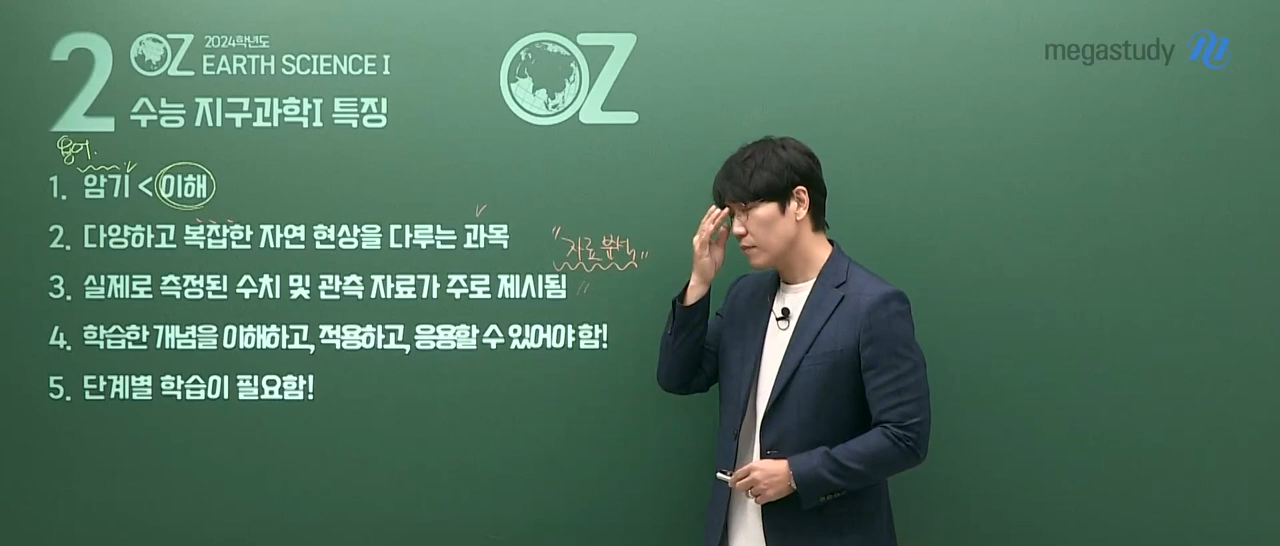 2
OZ 2024학년도
EARTH SCIENCE I
수능 지구과학I 특징
OZ
megastudy
용어.
1. 암기 < 이해
2. 다양하고 복잡한 자연 현상을 다루는 과목
"자료 분석"
3. 실제로 측정된 수치 및 관측 자료가 주로 제시됨
4. 학습한 개념을 이해하고, 적용하고, 응용할 수 있어야 함!
5. 단계별 학습이 필요함!